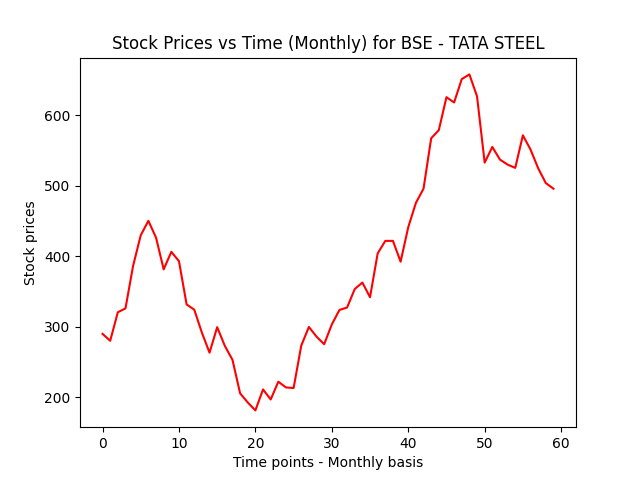 Stock Prices vs Time (Monthly) for BSE - TATA STEEL
Stock prices
600
500
400
300
200
0 10 20 30 40 50 60
Time points - Monthly basis